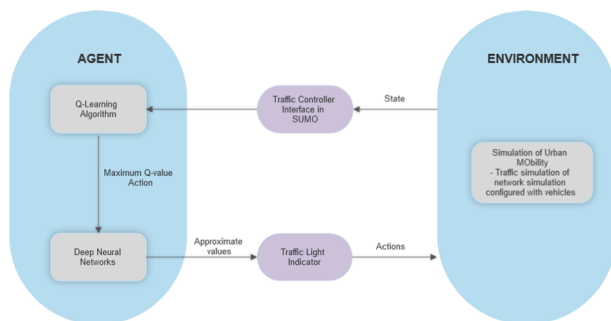 AGENT
ENVIRONMENT
Q-Learning
Algorithm
Traffic Controller
Interface in
SUMO
State
Simulation of Urban
MObility
- Traffic simulation of
network simulation
configured with vehicles
Maximum Q-value
Action
Deep Neural
Networks
Approximate
values
Traffic Light
Indicator
Actions